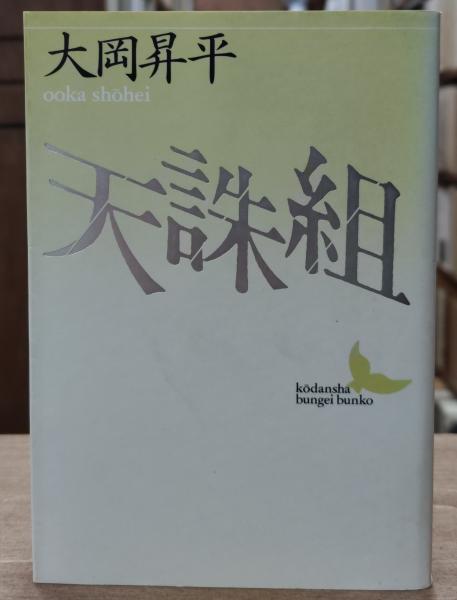 大岡昇平
ooka shōhei
天誅組
kōdansha
bungei bunko